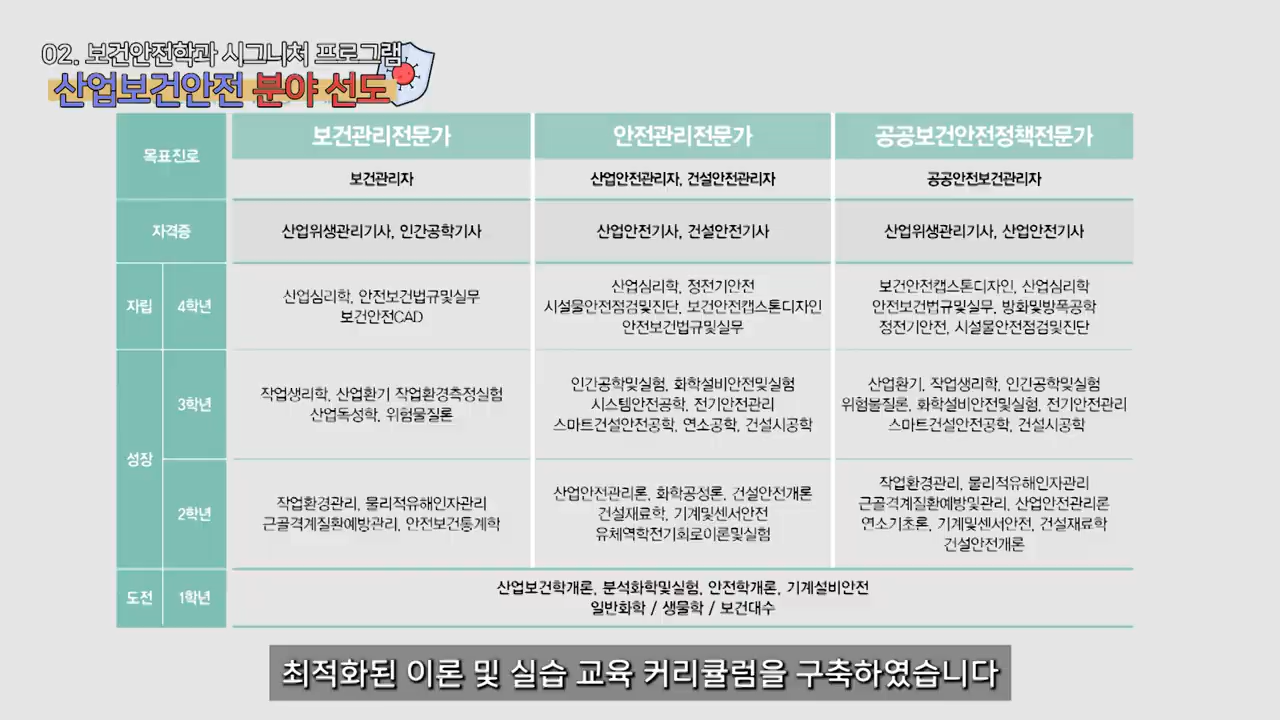 02. 보건안전학과 시그니처 프로그램
산업보건안전 분야 선도
목표진로
보건관리전문가
안전관리전문가
공공보건안전정책전문가
보건관리자
산업안전관리자, 건설안전관리자
공공안전보건관리자
자격증
산업위생관리기사, 인간공학기사
산업안전기사, 건설안전기사
산업위생관리기사, 산업안전기사
자립
4학년
산업심리학, 안전보건법규및실무
보건안전CAD
산업심리학, 정전기안전
시설물안전점검및진단, 보건안전캡스톤디자인
안전보건법규및실무
보건안전캡스톤디자인, 산업심리학
안전보건법규및실무, 방화및방폭공학
정전기안전, 시설물안전점검및진단
성장
3학년
작업생리학, 산업환기 작업환경측정실험
산업독성학, 위험물질론
인간공학및실험, 화학설비안전및실험
시스템안전공학, 전기안전관리
스마트건설안전공학, 연소공학, 건설시공학
산업환기, 작업생리학, 인간공학및실험
위험물질론, 화학설비안전및실험, 전기안전관리
스마트건설안전공학, 건설시공학
2학년
작업환경관리, 물리적유해인자관리
근골격계질환예방관리, 안전보건통계학
산업안전관리론, 화학공정론, 건설안전개론
건설재료학, 기계및센서안전
유체역학전기회로이론및실험
작업환경관리, 물리적유해인자관리
근골격계질환예방및관리, 산업안전관리론
연소기초론, 기계및센서안전, 건설재료학
건설안전개론
도전
1학년
산업보건학개론, 분석화학및실험, 안전학개론, 기계설비안전
일반화학 / 생물학 / 보건대수
최적화된 이론 및 실습 교육 커리큘럼을 구축하였습니다